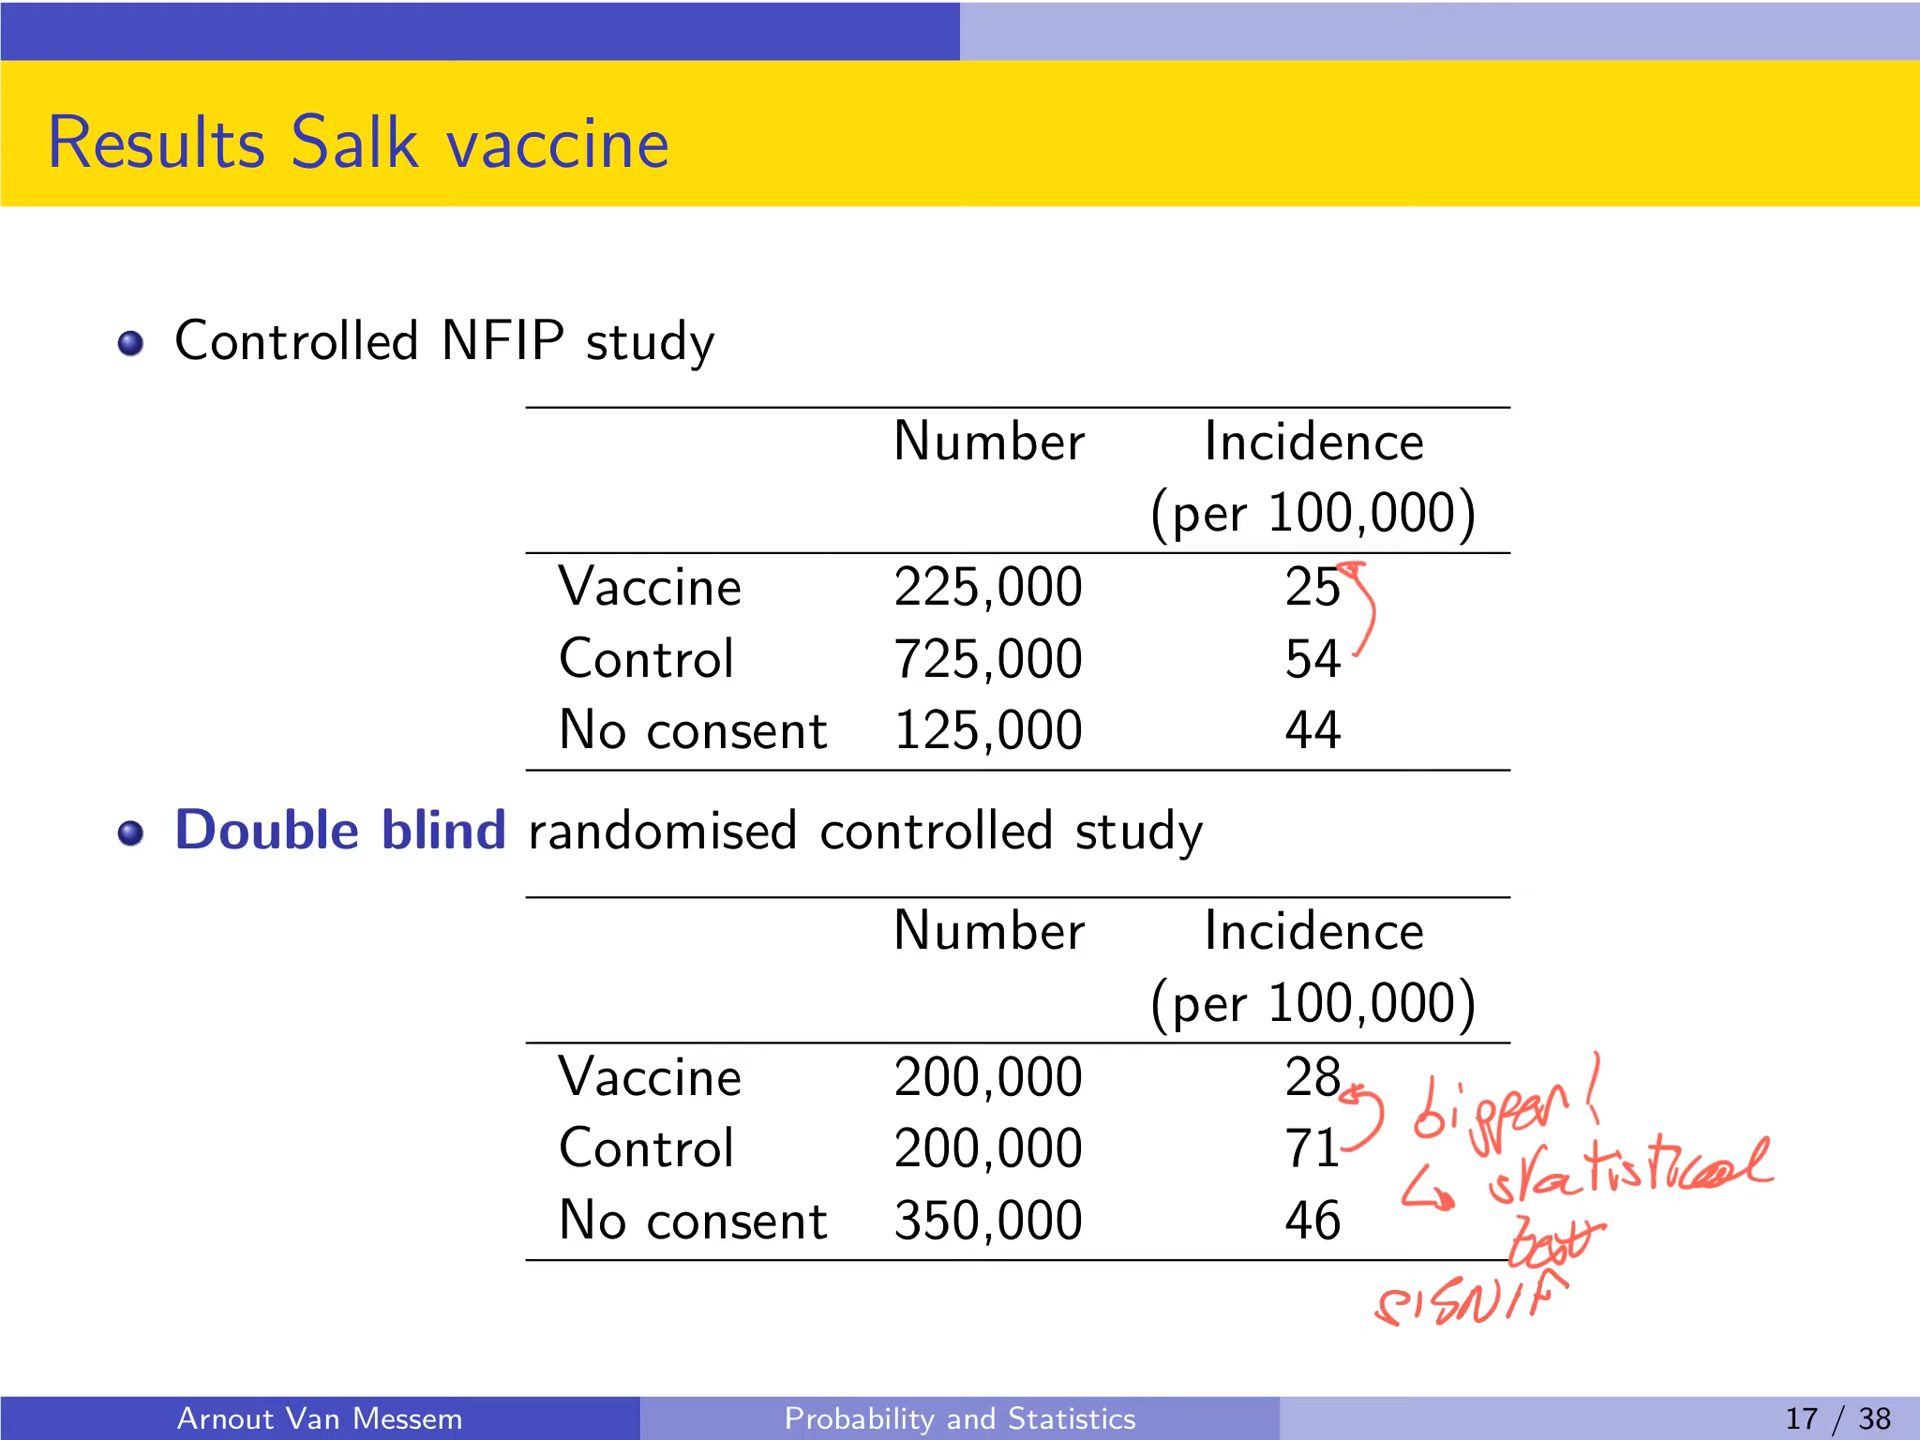 Results Salk vaccine
Controlled NFIP study
Number Incidence
(per 100,000)
Vaccine 225,000 25
Control 725,000 54
No consent 125,000 44
Double blind randomised controlled study
Number Incidence
(per 100,000)
Vaccine 200,000 28
bigger!
Control 200,000 71
↳ statistical
No consent 350,000 46
test
SIGNIF
Arnout Van Messem Probability and Statistics 17 / 38